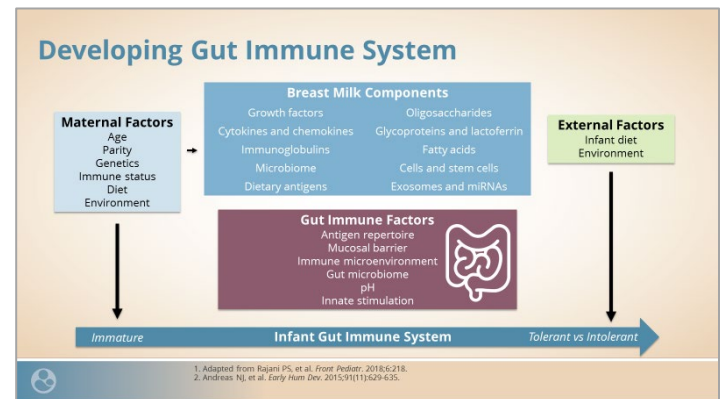 Developing Gut Immune System
Maternal Factors
Age
Parity
Genetics
Immune status
Diet
Environment
Breast Milk Components
Growth factors
Cytokines and chemokines
Immunoglobulins
Microbiome
Dietary antigens
Oligosaccharides
Glycoproteins and lactoferrin
Fatty acids
Cells and stem cells
Exosomes and miRNAs
External Factors
Infant diet
Environment
Gut Immune Factors
Antigen repertoire
Mucosal barrier
Immune microenvironment
Gut microbiome
pH
Innate stimulation
Immature
Infant Gut Immune System
Tolerant vs Intolerant
1. Adapted from Rajani PS, et al. Front Pediatr. 2018;6:218.
2. Andreas NJ, et al. Early Hum Dev. 2015;91(11):629-635.